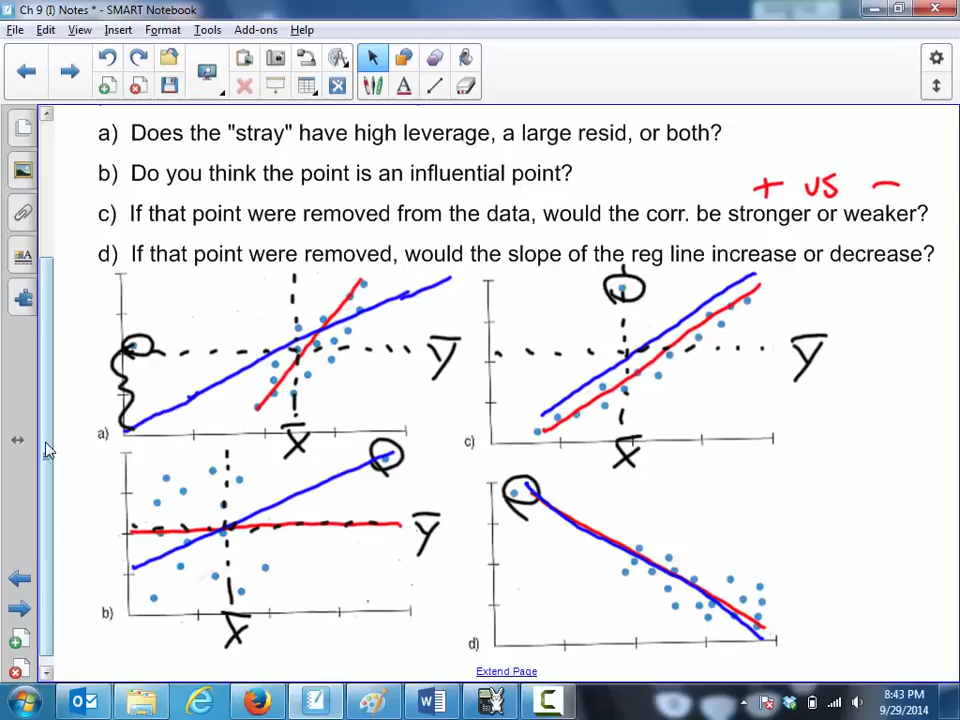 Ch 9 (I) Notes * - SMART Notebook
File Edit View Insert Format Tools Add-ons Help
a) Does the "stray" have high leverage, a large resid, or both?
b) Do you think the point is an influential point?
+ vs −
c) If that point were removed from the data, would the corr. be stronger or weaker?
d) If that point were removed, would the slope of the reg line increase or decrease?
Y
Y
a)
X
c)
X
Y
b)
X
d)
Extend Page
8:43 PM
9/29/2014